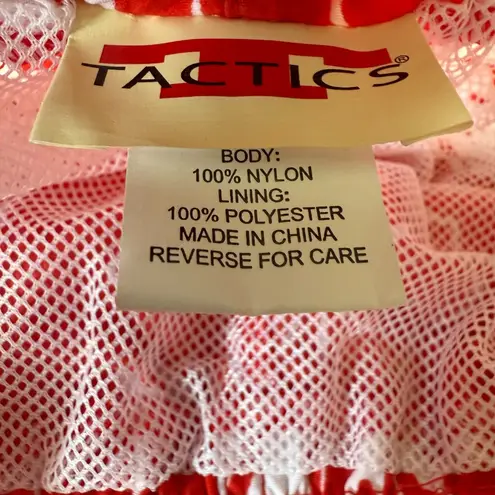 TACTICS®
BODY:
100% NYLON
LINING:
100% POLYESTER
MADE IN CHINA
REVERSE FOR CARE